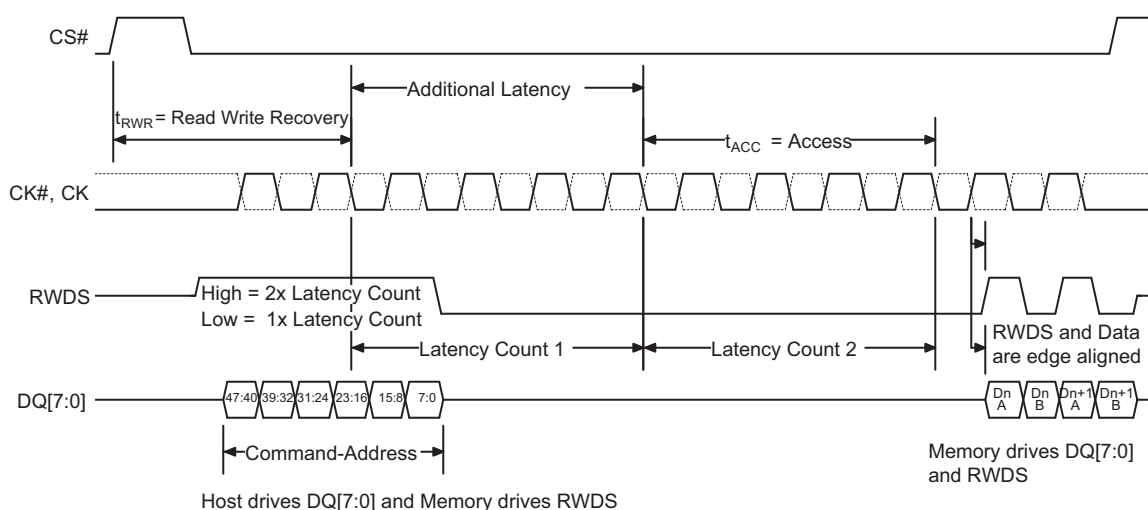 CS#
Additional Latency
tRWR = Read Write Recovery
tACC = Access
CK#, CK
RWDS
High = 2x Latency Count
Low = 1x Latency Count
RWDS and Data
are edge aligned
Latency Count 1
Latency Count 2
DQ[7:0]
47:40 39:32 31:24 23:16 15:8 7:0
Dn A
Dn B
Dn+1 A
Dn+1 B
Command-Address
Memory drives DQ[7:0]
and RWDS
Host drives DQ[7:0] and Memory drives RWDS